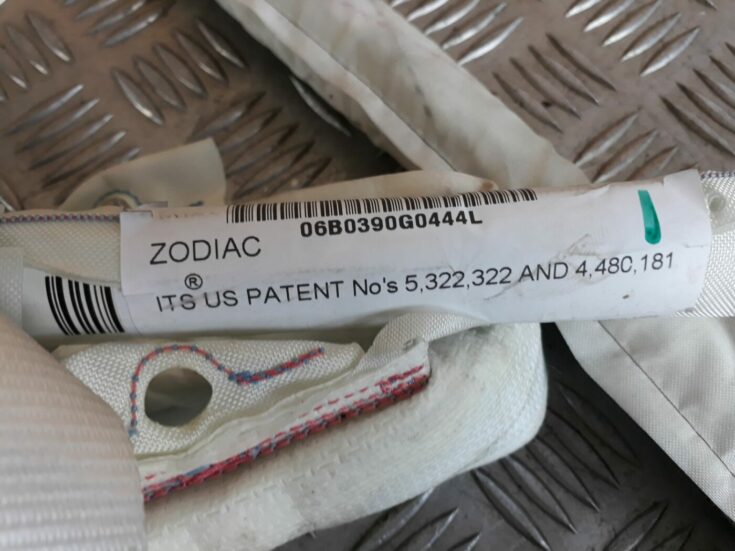 06B0390G0444L
ZODIAC
®
ITS US PATENT No's 5,322,322 AND 4,480,181